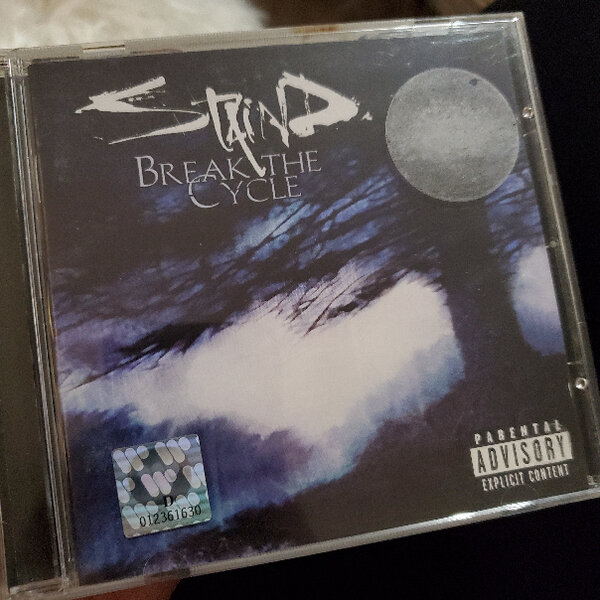 STAIND
BREAK THE
CYCLE
D
012361630
PARENTAL
ADVISORY
EXPLICIT CONTENT